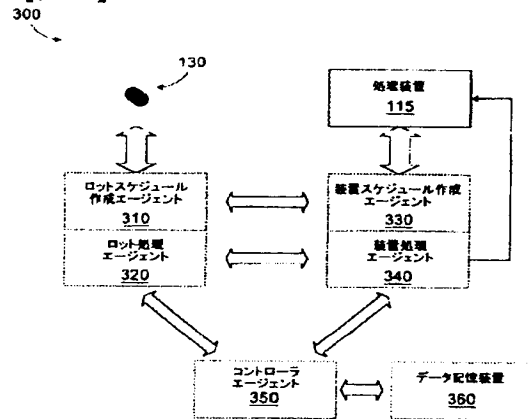 300
130
処理装置
115
ロットスケジュール
作成エージェント
310
装置スケジュール作成
エージェント
330
ロット処理
エージェント
320
装置処理
エージェント
340
コントローラ
エージェント
350
データ記憶装置
360